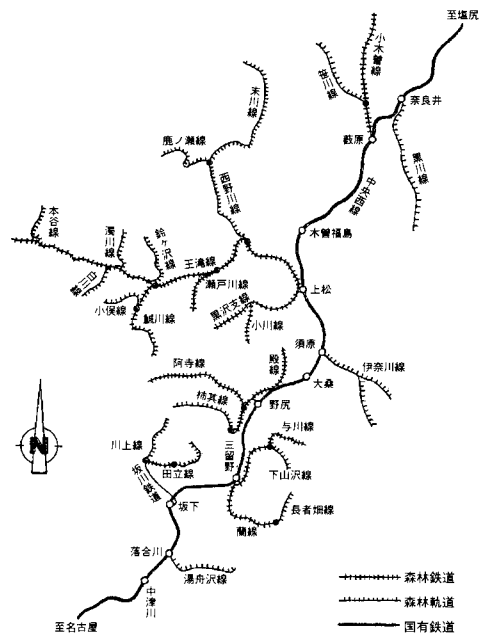 至塩尻
小木曽線
笹川線
奈良井
末川線
藪原
黒川線
鹿ノ瀬線
西野川線
中央西線
本谷線
濁川線
鈴ヶ沢線
木曽福島
王滝線
白川線
瀬戸川線
上松
小俣線
黒沢支線
鯎川線
小川線
須原
殿線
阿寺線
伊奈川線
大桑
柿其線
野尻
川上線
与川線
三留野
N
田立線
下山沢線
坂川鉄道
長者畑線
坂下
蘭線
落合川
森林鉄道
湯舟沢線
中津川
森林軌道
至名古屋
国有鉄道